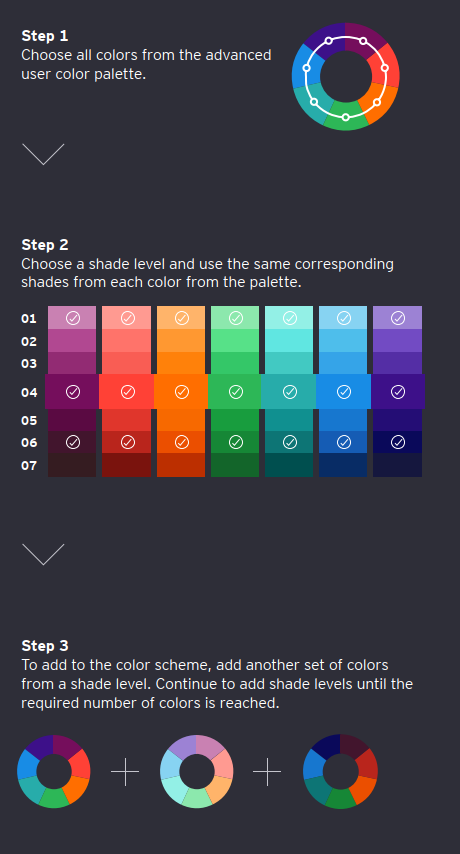 Step 1
Choose all colors from the advanced
user color palette.
Step 2
Choose a shade level and use the same corresponding
shades from each color from the palette.
01
02
03
04
05
06
07
Step 3
To add to the color scheme, add another set of colors
from a shade level. Continue to add shade levels until the
required number of colors is reached.